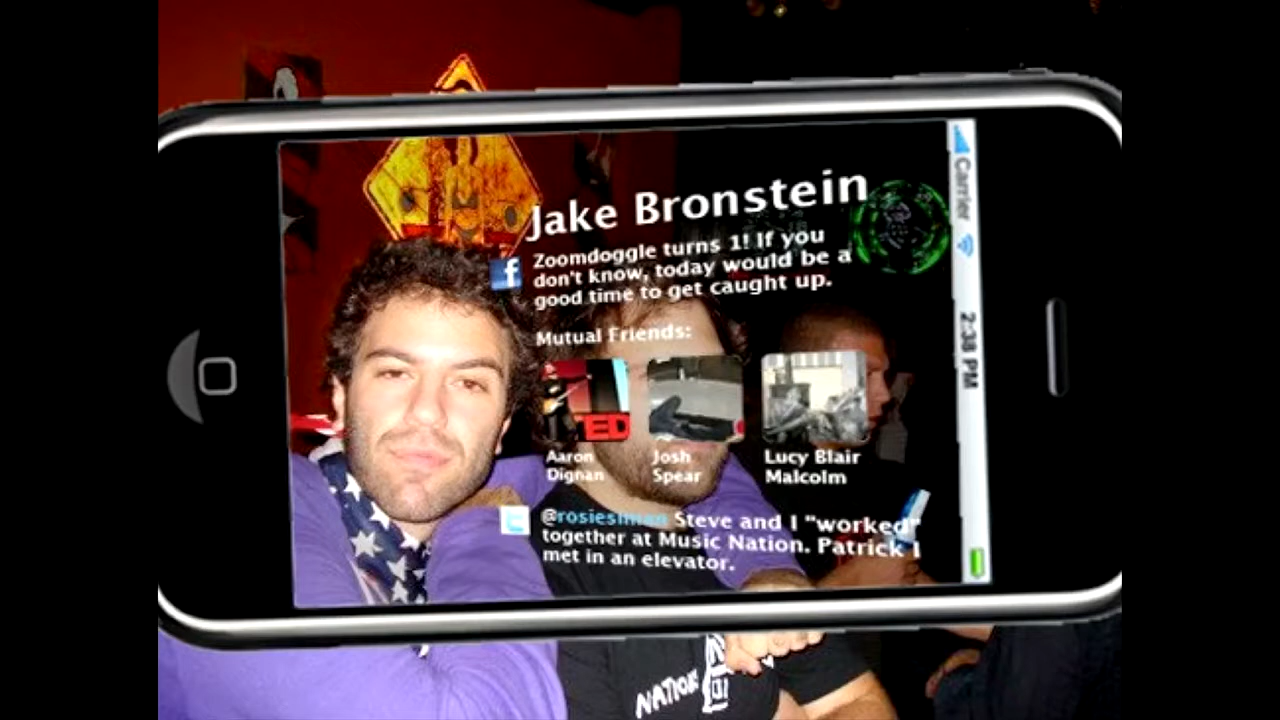 Jake Bronstein
Zoomdoggle turns 1! If you
don't know, today would be a
good time to get caught up.
Mutual Friends:
TED
Aaron
Dignan
Josh
Spear
Lucy Blair
Malcolm
Steve and I "worked"
together at Music Nation. Patrick I
met in an elevator.
Carrier
2:38 PM
NATION